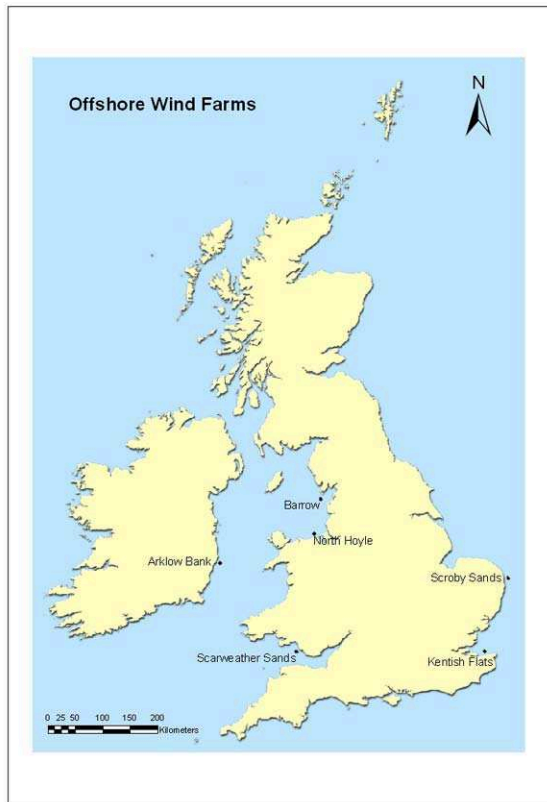 Offshore Wind Farms
N
Barrow
North Hoyle
Arklow Bank
Scroby Sands
Scarweather Sands
Kentish Flats
0 25 50 100 150 200
Kilometers